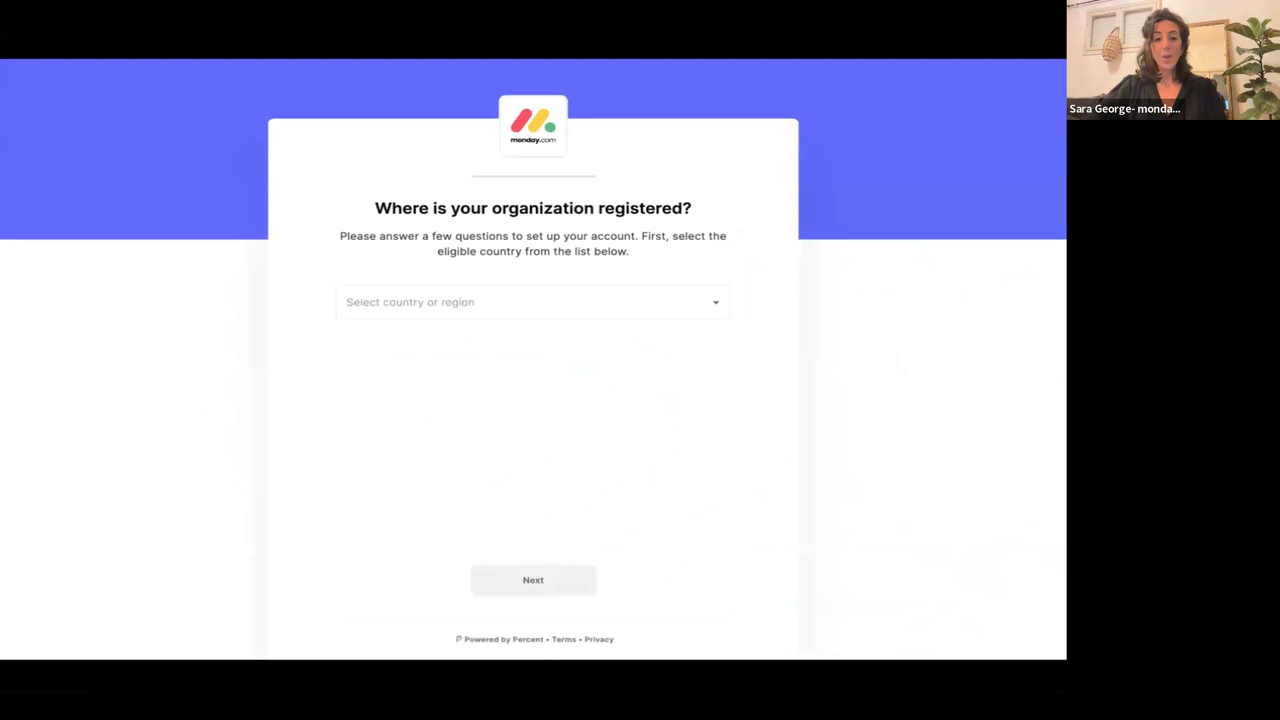 monday.com
Where is your organization registered?
Please answer a few questions to set up your account. First, select the
eligible country from the list below.
Select country or region
Next
Powered by Percent • Terms • Privacy
Sara George- monda...